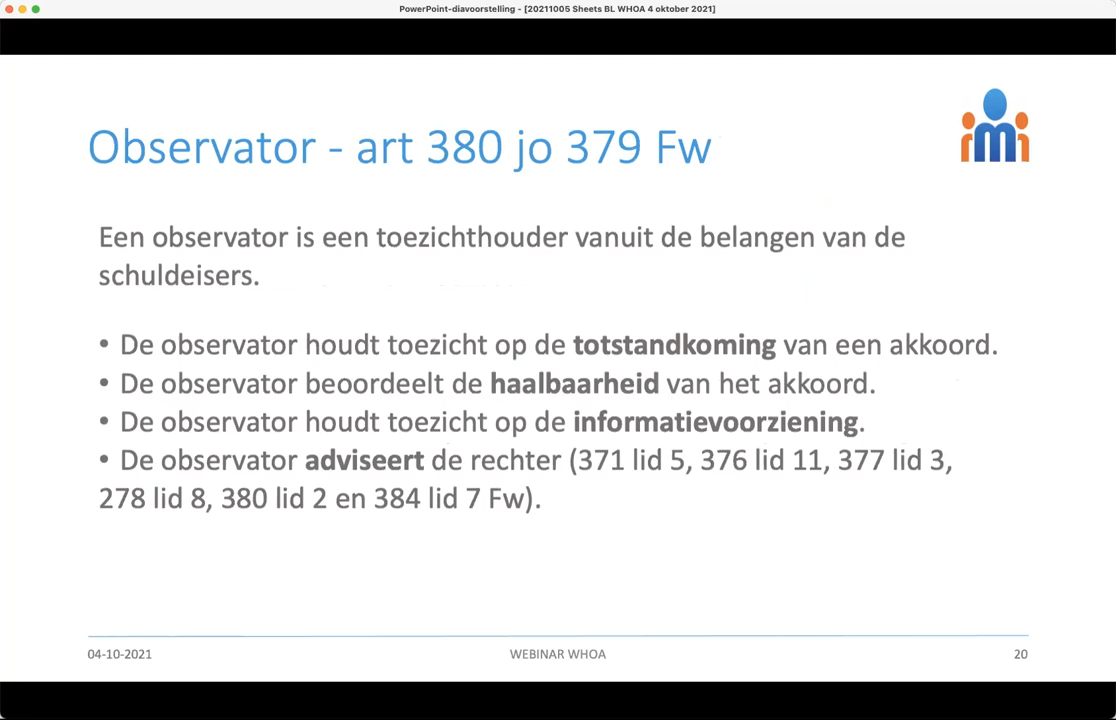 PowerPoint-diavoorstelling - [20211005 Sheets BL WHOA 4 oktober 2021]
Observator - art 380 jo 379 Fw
Een observator is een toezichthouder vanuit de belangen van de
schuldeisers.
• De observator houdt toezicht op de totstandkoming van een akkoord.
• De observator beoordeelt de haalbaarheid van het akkoord.
• De observator houdt toezicht op de informatievoorziening.
• De observator adviseert de rechter (371 lid 5, 376 lid 11, 377 lid 3,
278 lid 8, 380 lid 2 en 384 lid 7 Fw).
04-10-2021
WEBINAR WHOA
20